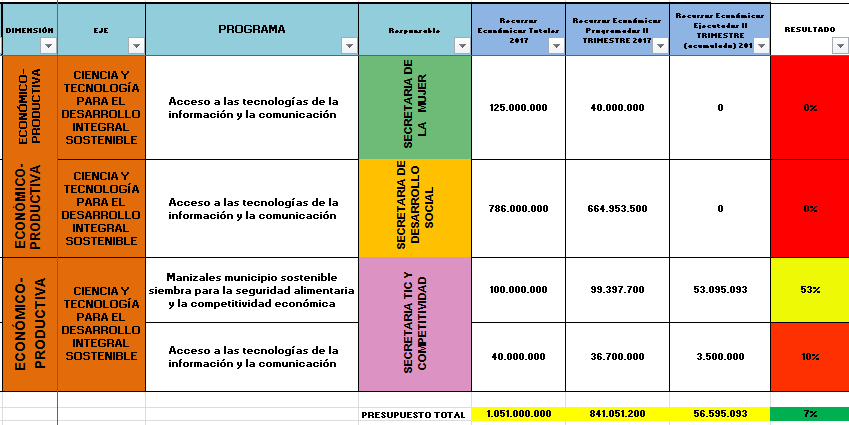 DIMENSIÓN
EJE
PROGRAMA
Responsable
Recursos
Económicos Totales
2017
Recursos Económicos
Programados II
TRIMESTRE 2017
Recursos Económicos
Ejecutados II
TRIMESTRE
(acumulado) 201
RESULTADO
ECONÓMICO-
PRODUCTIVA
CIENCIA Y
TECNOLOGÍA
PARA EL
DESARROLLO
INTEGRAL
SOSTENIBLE
Acceso a las tecnologías de la
información y la comunicación
SECRETARIA DE
LA MUJER
125.000.000
40.000.000
0
0%
ECONÓMICO-
PRODUCTIVA
CIENCIA Y
TECNOLOGÍA
PARA EL
DESARROLLO
INTEGRAL
SOSTENIBLE
Acceso a las tecnologías de la
información y la comunicación
SECRETARIA DE
DESARROLLO
SOCIAL
786.000.000
664.953.500
0
0%
ECONÓMICO-
PRODUCTIVA
CIENCIA Y
TECNOLOGÍA
PARA EL
DESARROLLO
INTEGRAL
SOSTENIBLE
Manizales municipio sostenible
siembra para la seguridad alimentaria
y la competitividad económica
SECRETARIA TIC Y
COMPETITIVIDAD
100.000.000
99.397.700
53.095.093
53%
Acceso a las tecnologías de la
información y la comunicación
40.000.000
36.700.000
3.500.000
10%
PRESUPUESTO TOTAL
1.051.000.000
841.051.200
56.595.093
7%